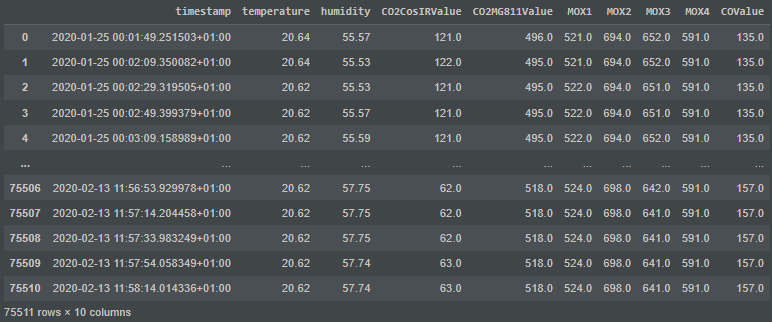 timestamp temperature humidity CO2CosIRValue CO2MG811Value MOX1 MOX2 MOX3 MOX4 COValue
0 2020-01-25 00:01:49.251503+01:00 20.64 55.57 121.0 496.0 521.0 694.0 652.0 591.0 135.0
1 2020-01-25 00:02:09.350082+01:00 20.64 55.53 122.0 495.0 521.0 694.0 652.0 591.0 135.0
2 2020-01-25 00:02:29.319505+01:00 20.62 55.53 121.0 495.0 522.0 694.0 651.0 591.0 135.0
3 2020-01-25 00:02:49.399379+01:00 20.62 55.57 121.0 495.0 522.0 694.0 652.0 591.0 135.0
4 2020-01-25 00:03:09.158989+01:00 20.62 55.59 121.0 495.0 522.0 694.0 651.0 591.0 135.0
... ... ... ... ... ... ... ... ... ... ...
75506 2020-02-13 11:56:53.929978+01:00 20.62 57.75 62.0 518.0 524.0 698.0 642.0 591.0 157.0
75507 2020-02-13 11:57:14.204458+01:00 20.62 57.75 62.0 518.0 524.0 698.0 641.0 591.0 157.0
75508 2020-02-13 11:57:33.983249+01:00 20.62 57.75 62.0 518.0 524.0 698.0 641.0 591.0 157.0
75509 2020-02-13 11:57:54.058349+01:00 20.62 57.74 63.0 518.0 524.0 698.0 641.0 591.0 157.0
75510 2020-02-13 11:58:14.014336+01:00 20.62 57.74 63.0 518.0 524.0 698.0 641.0 591.0 157.0
75511 rows × 10 columns